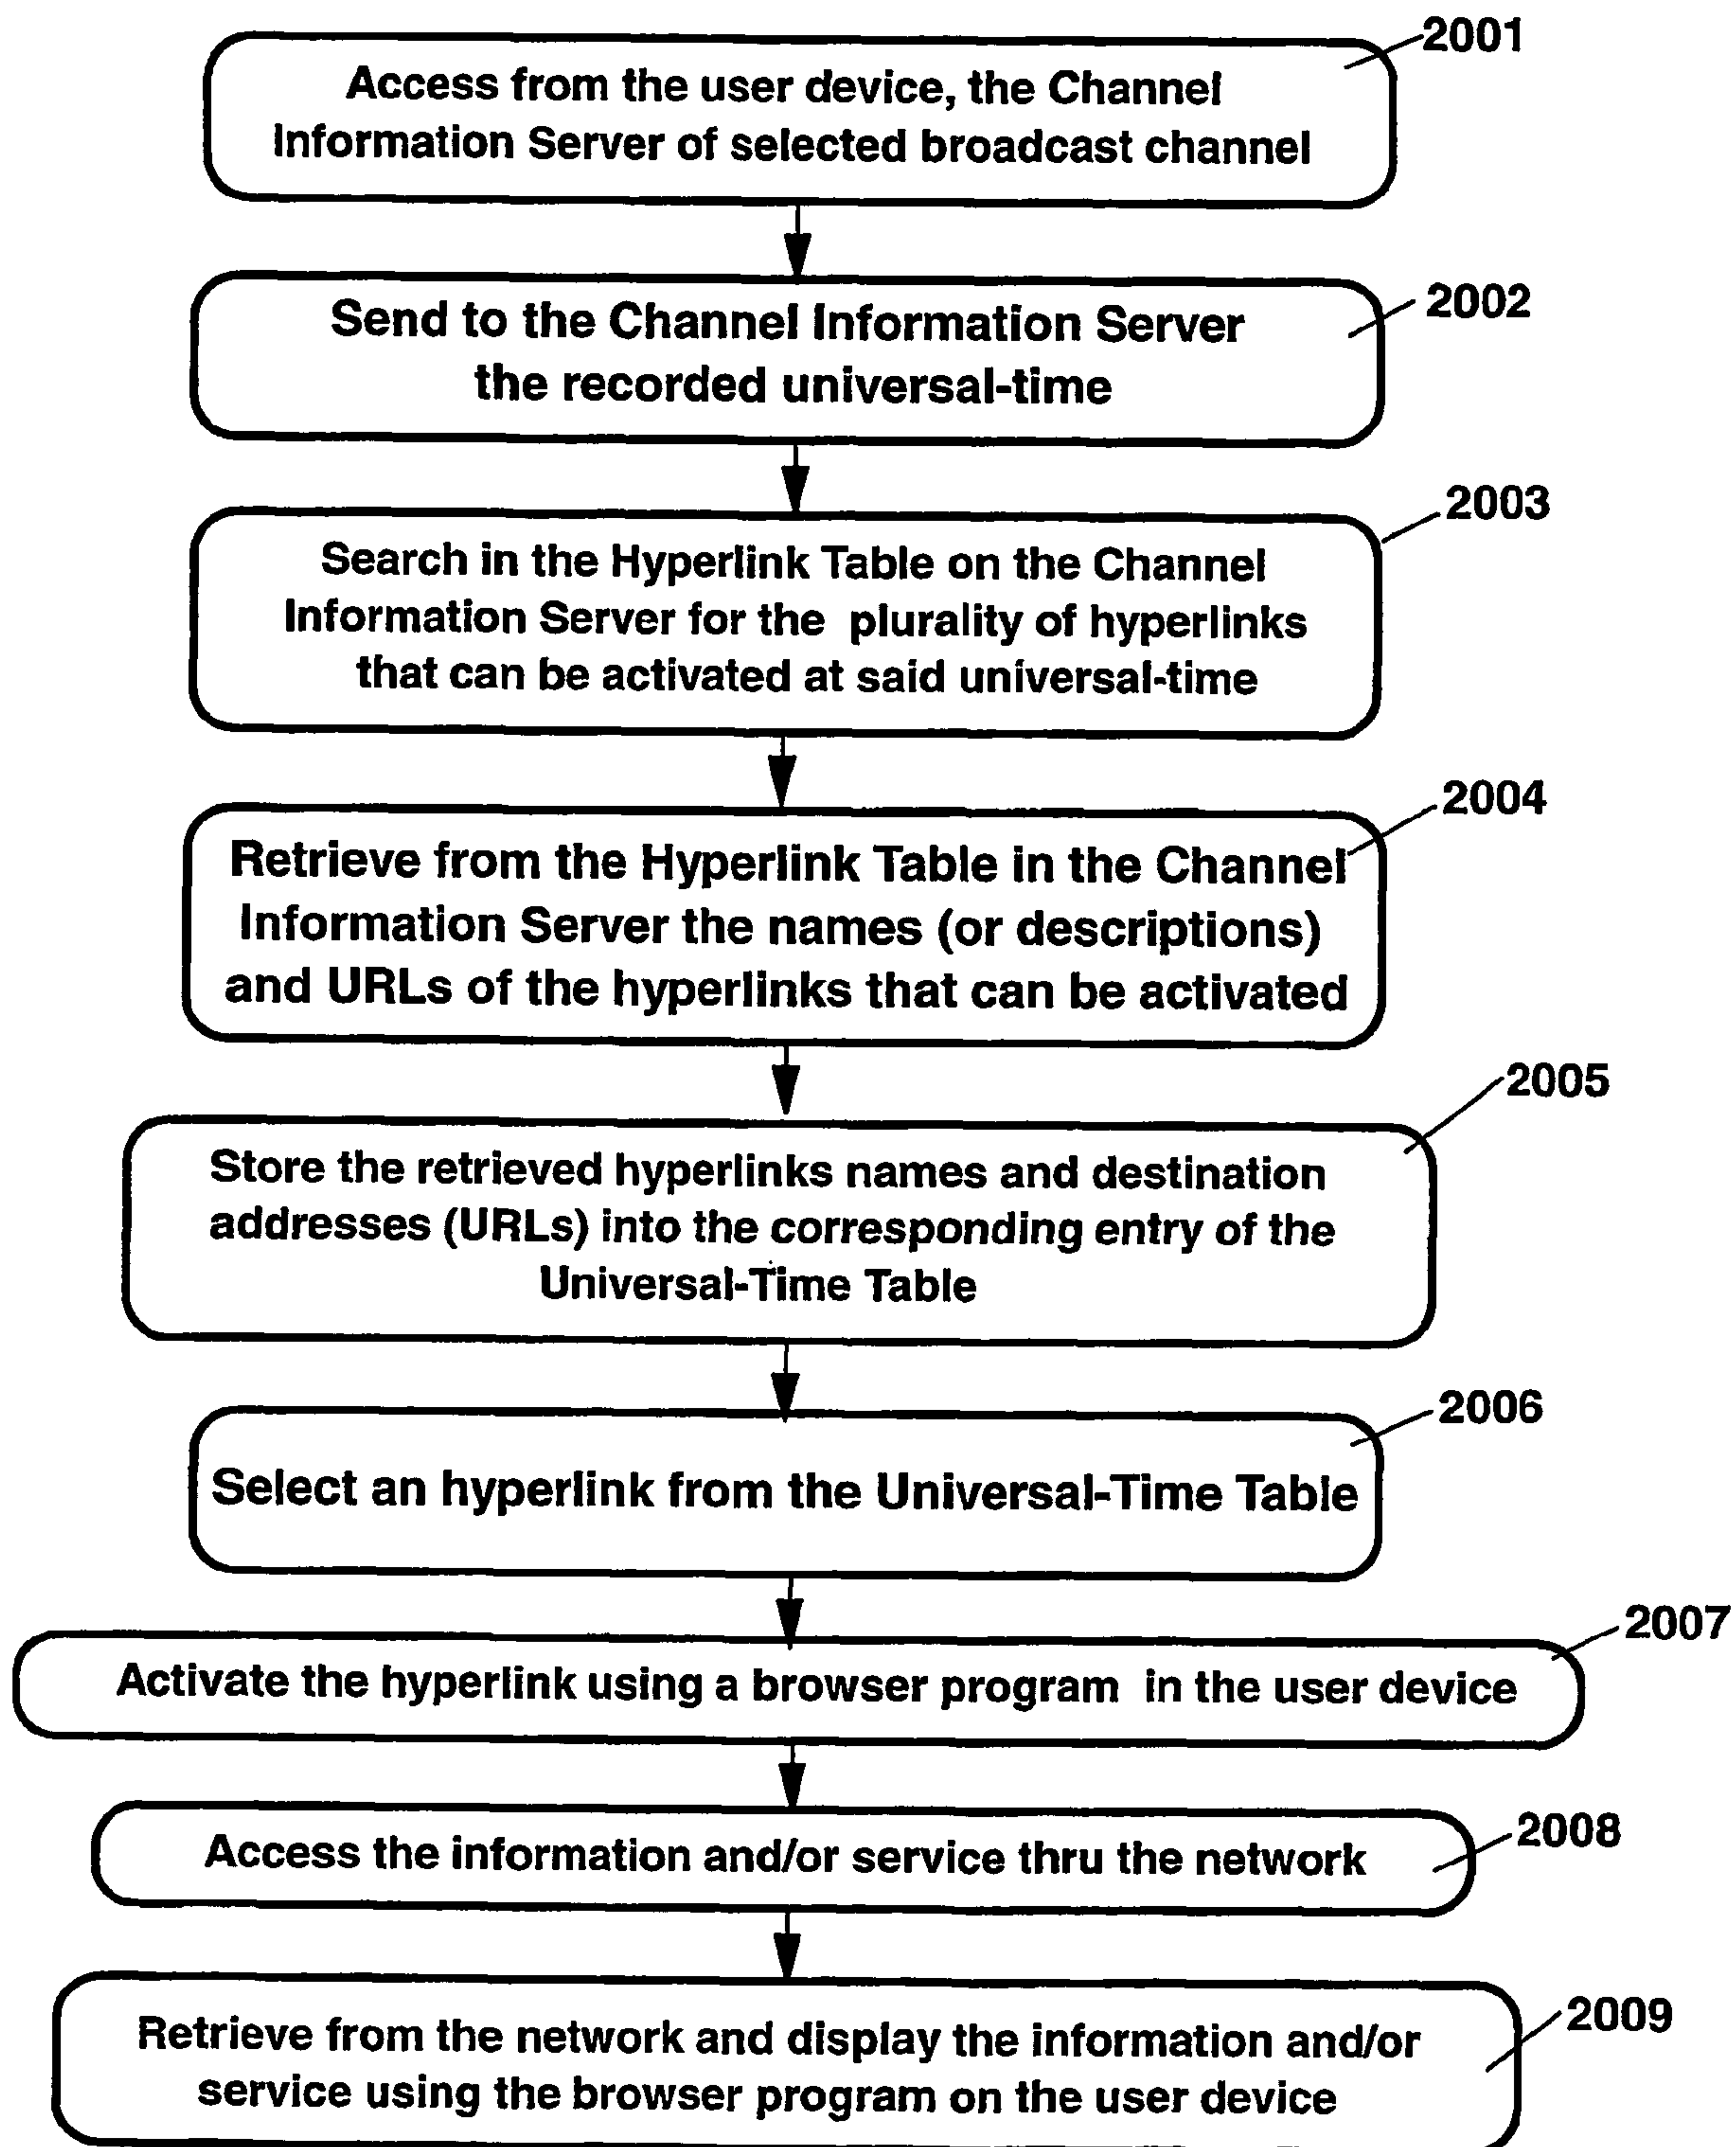 2001
Access from the user device, the Channel
Information Server of selected broadcast channel
2002
Send to the Channel Information Server
the recorded universal-time
2003
Search in the Hyperlink Table on the Channel
Information Server for the plurality of hyperlinks
that can be activated at said universal-time
2004
Retrieve from the Hyperlink Table in the Channel
Information Server the names (or descriptions)
and URLs of the hyperlinks that can be activated
2005
Store the retrieved hyperlinks names and destination
addresses (URLs) into the corresponding entry of the
Universal-Time Table
2006
Select an hyperlink from the Universal-Time Table
2007
Activate the hyperlink using a browser program in the user device
2008
Access the information and/or service thru the network
2009
Retrieve from the network and display the information and/or
service using the browser program on the user device